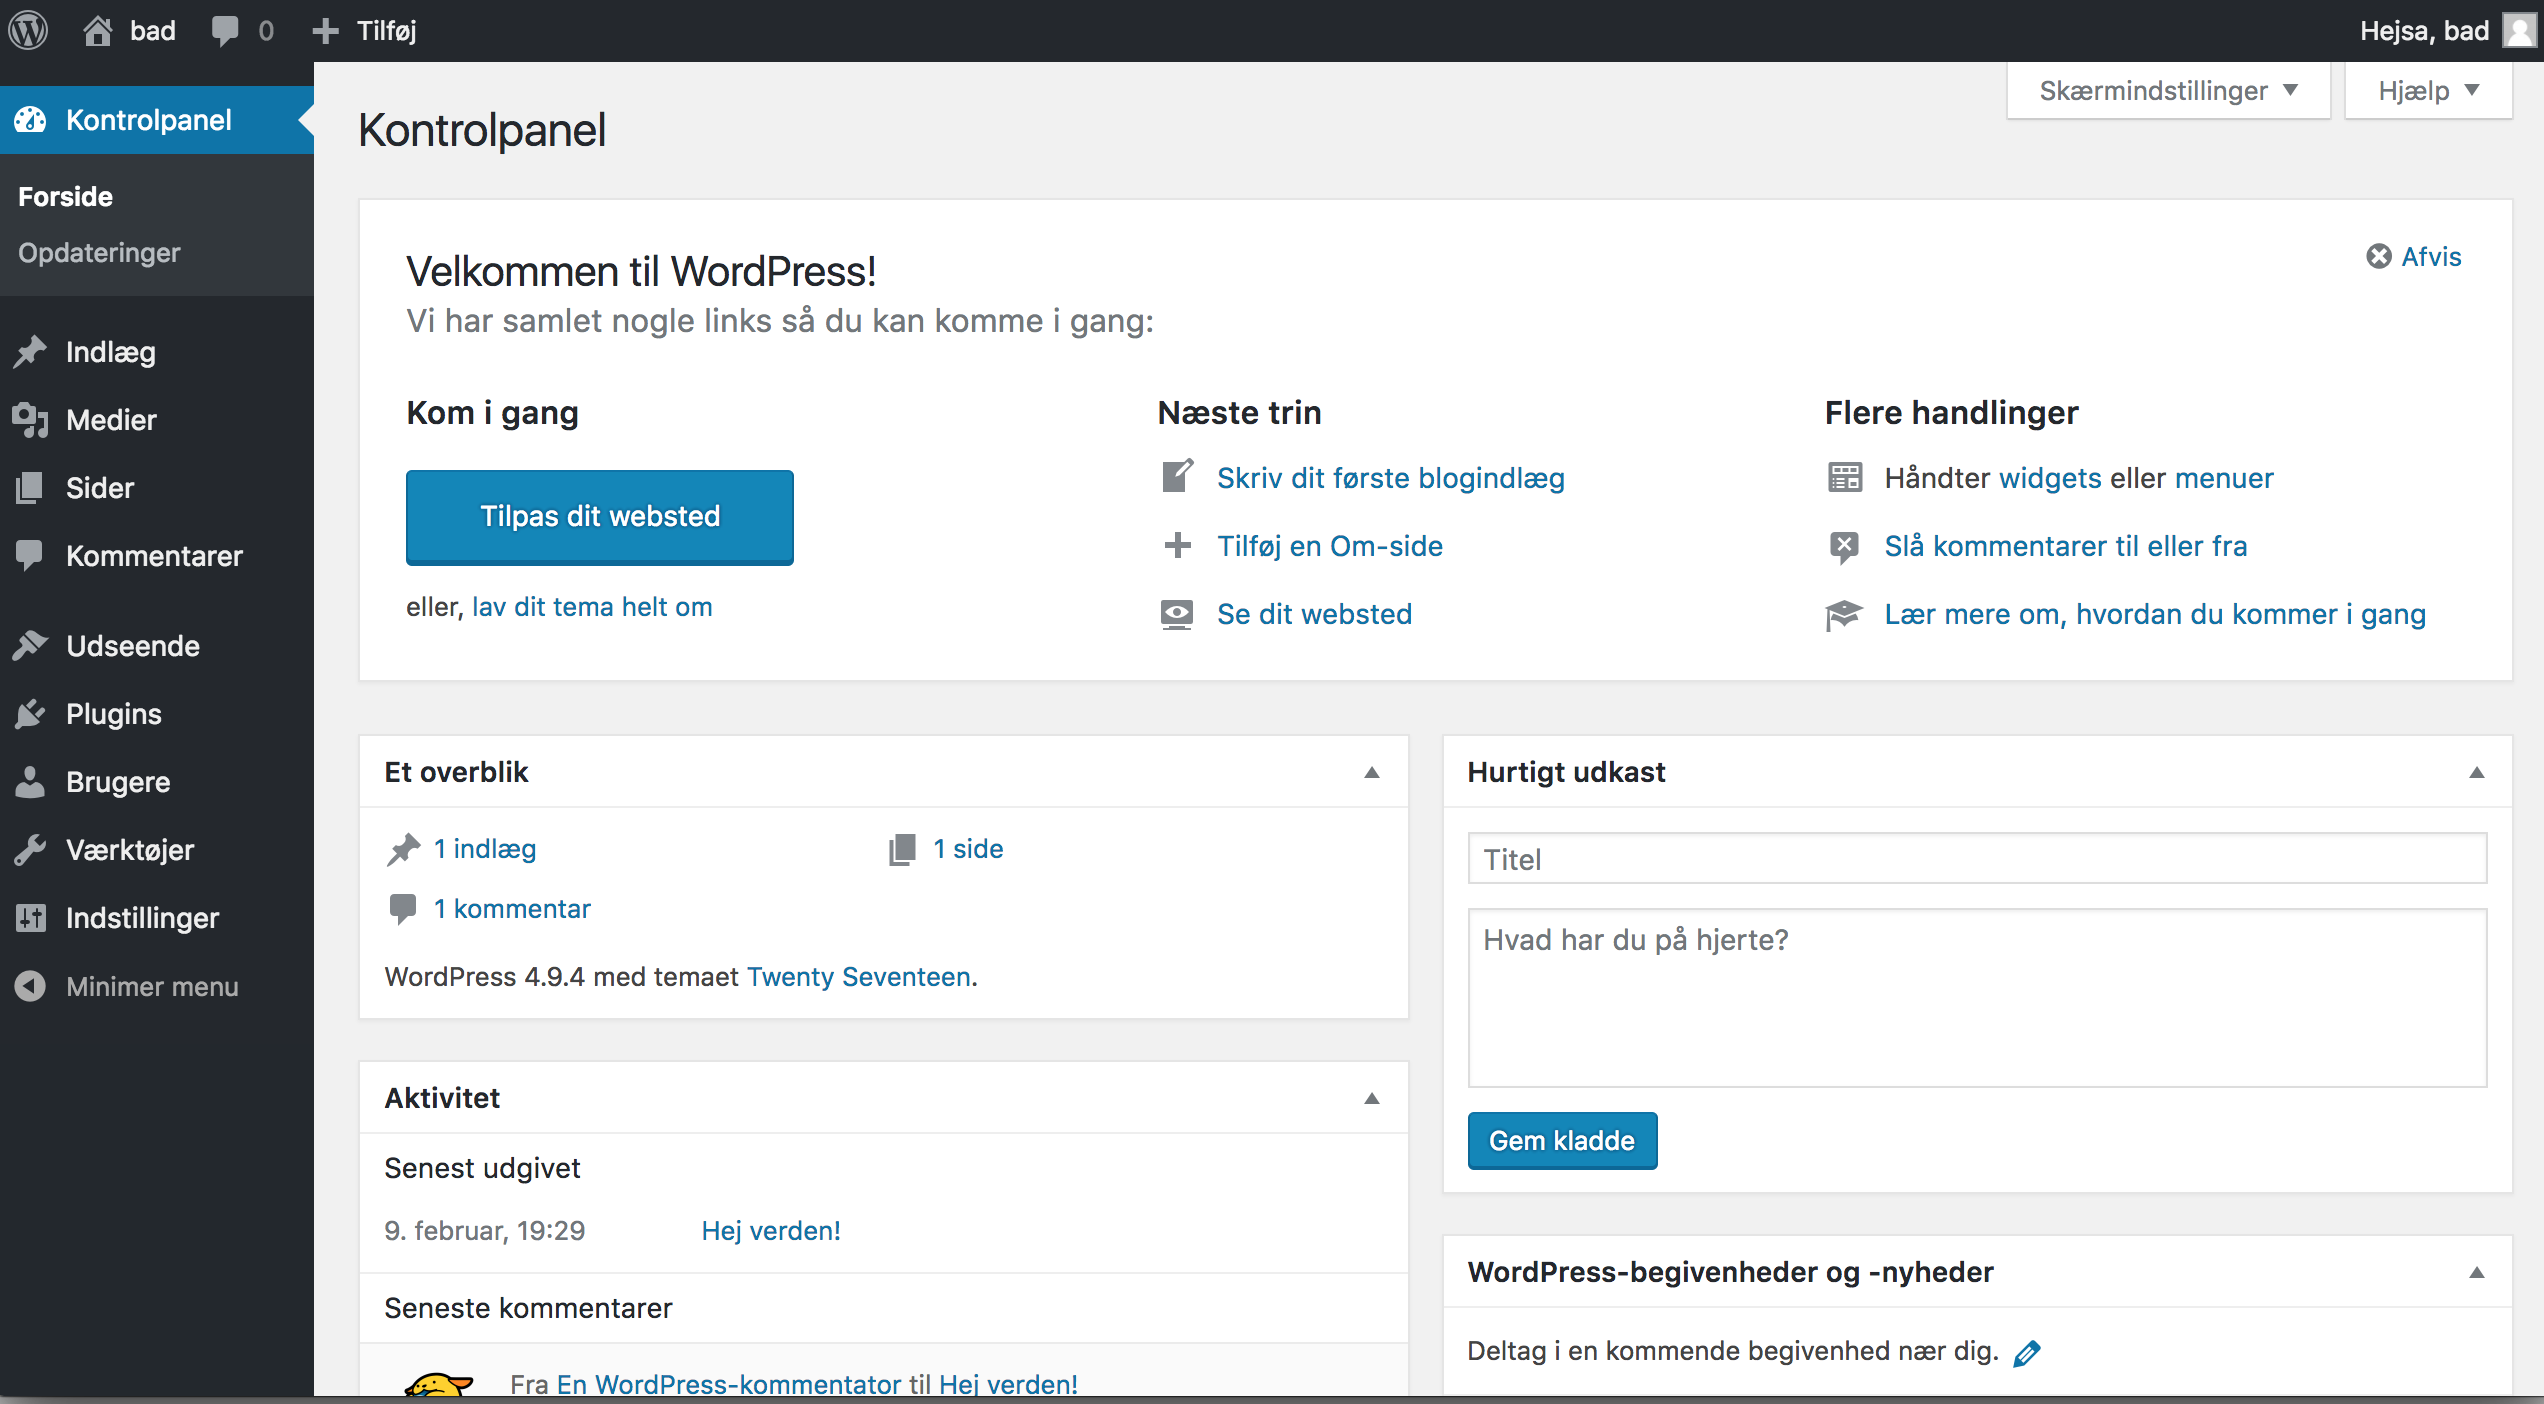 bad 0 Tilføj Hejsa, bad
Skærmindstillinger Hjælp
Kontrolpanel
Forside
Opdateringer
Indlæg
Medier
Sider
Kommentarer
Udseende
Plugins
Brugere
Værktøjer
Indstillinger
Minimer menu
Kontrolpanel
Velkommen til WordPress!
Afvis
Vi har samlet nogle links så du kan komme i gang:
Kom i gang
Tilpas dit websted
eller, lav dit tema helt om
Næste trin
Skriv dit første blogindlæg
Tilføj en Om-side
Se dit websted
Flere handlinger
Håndter widgets eller menuer
Slå kommentarer til eller fra
Lær mere om, hvordan du kommer i gang
Et overblik
1 indlæg 1 side
1 kommentar
WordPress 4.9.4 med temaet Twenty Seventeen.
Aktivitet
Senest udgivet
9. februar, 19:29 Hej verden!
Seneste kommentarer
Fra En WordPress-kommentator til Hej verden!
Hurtigt udkast
Titel
Hvad har du på hjerte?
Gem kladde
WordPress-begivenheder og -nyheder
Deltag i en kommende begivenhed nær dig.